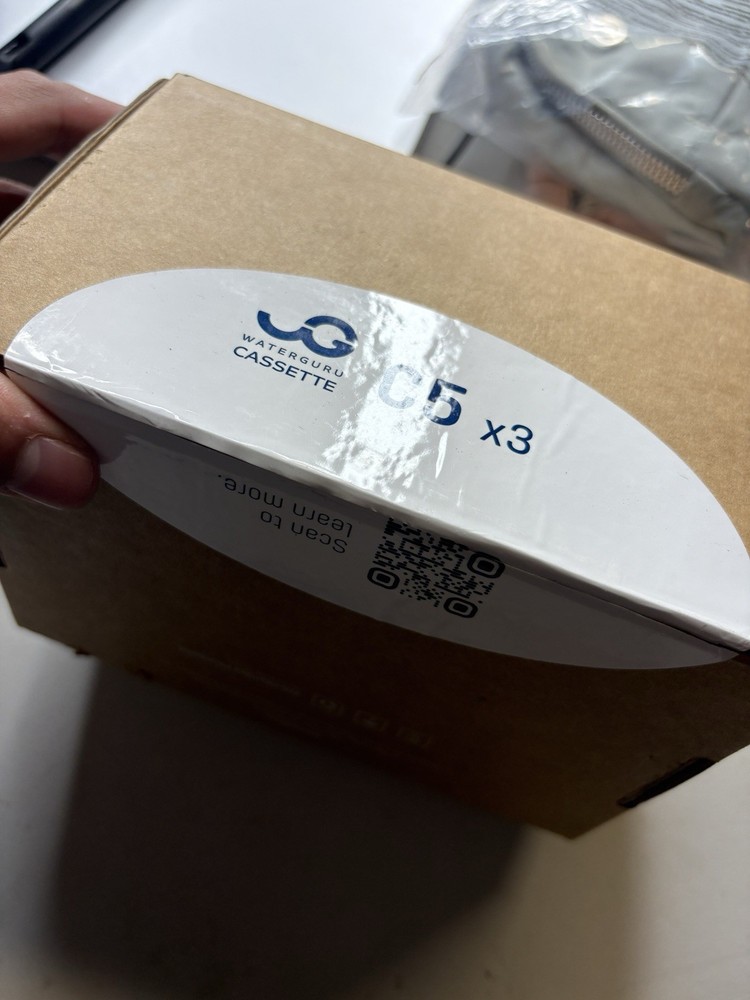 WATERGURU
CASSETTE
C5 x3
Scan to
learn more.